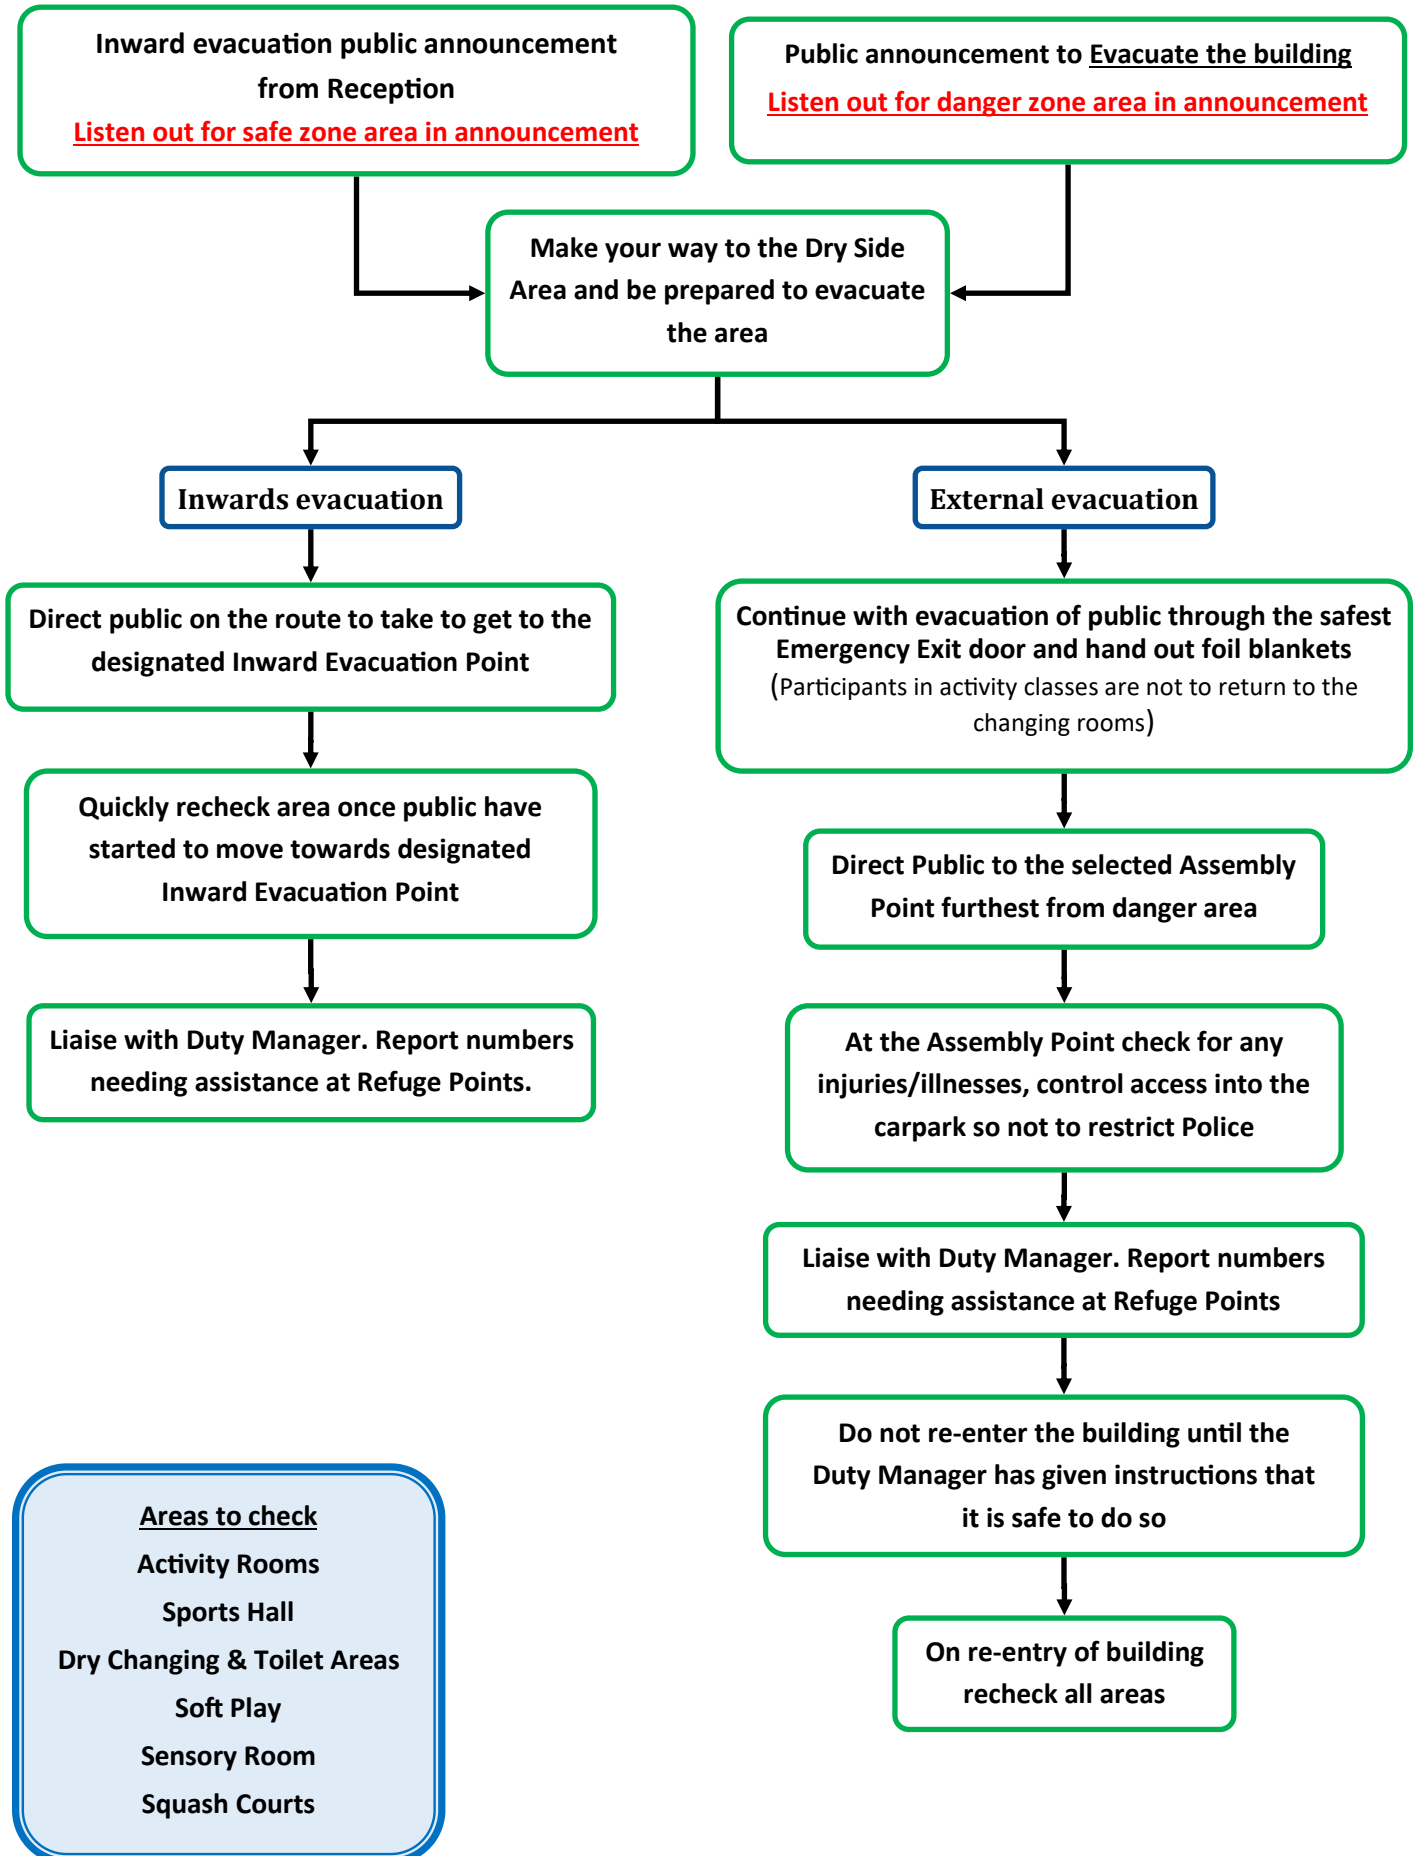 Inward evacuation public announcement
from Reception
Listen out for safe zone area in announcement
Public announcement to Evacuate the building
Listen out for danger zone area in announcement
Make your way to the Dry Side
Area and be prepared to evacuate
the area
Inwards evacuation
Direct public on the route to take to get to the
designated Inward Evacuation Point
Quickly recheck area once public have
started to move towards designated
Inward Evacuation Point
Liaise with Duty Manager. Report numbers
needing assistance at Refuge Points.
External evacuation
Continue with evacuation of public through the safest
Emergency Exit door and hand out foil blankets
(Participants in activity classes are not to return to the
changing rooms)
Direct Public to the selected Assembly
Point furthest from danger area
At the Assembly Point check for any
injuries/illnesses, control access into the
carpark so not to restrict Police
Liaise with Duty Manager. Report numbers
needing assistance at Refuge Points
Do not re-enter the building until the
Duty Manager has given instructions that
it is safe to do so
On re-entry of building
recheck all areas
Areas to check
Activity Rooms
Sports Hall
Dry Changing & Toilet Areas
Soft Play
Sensory Room
Squash Courts